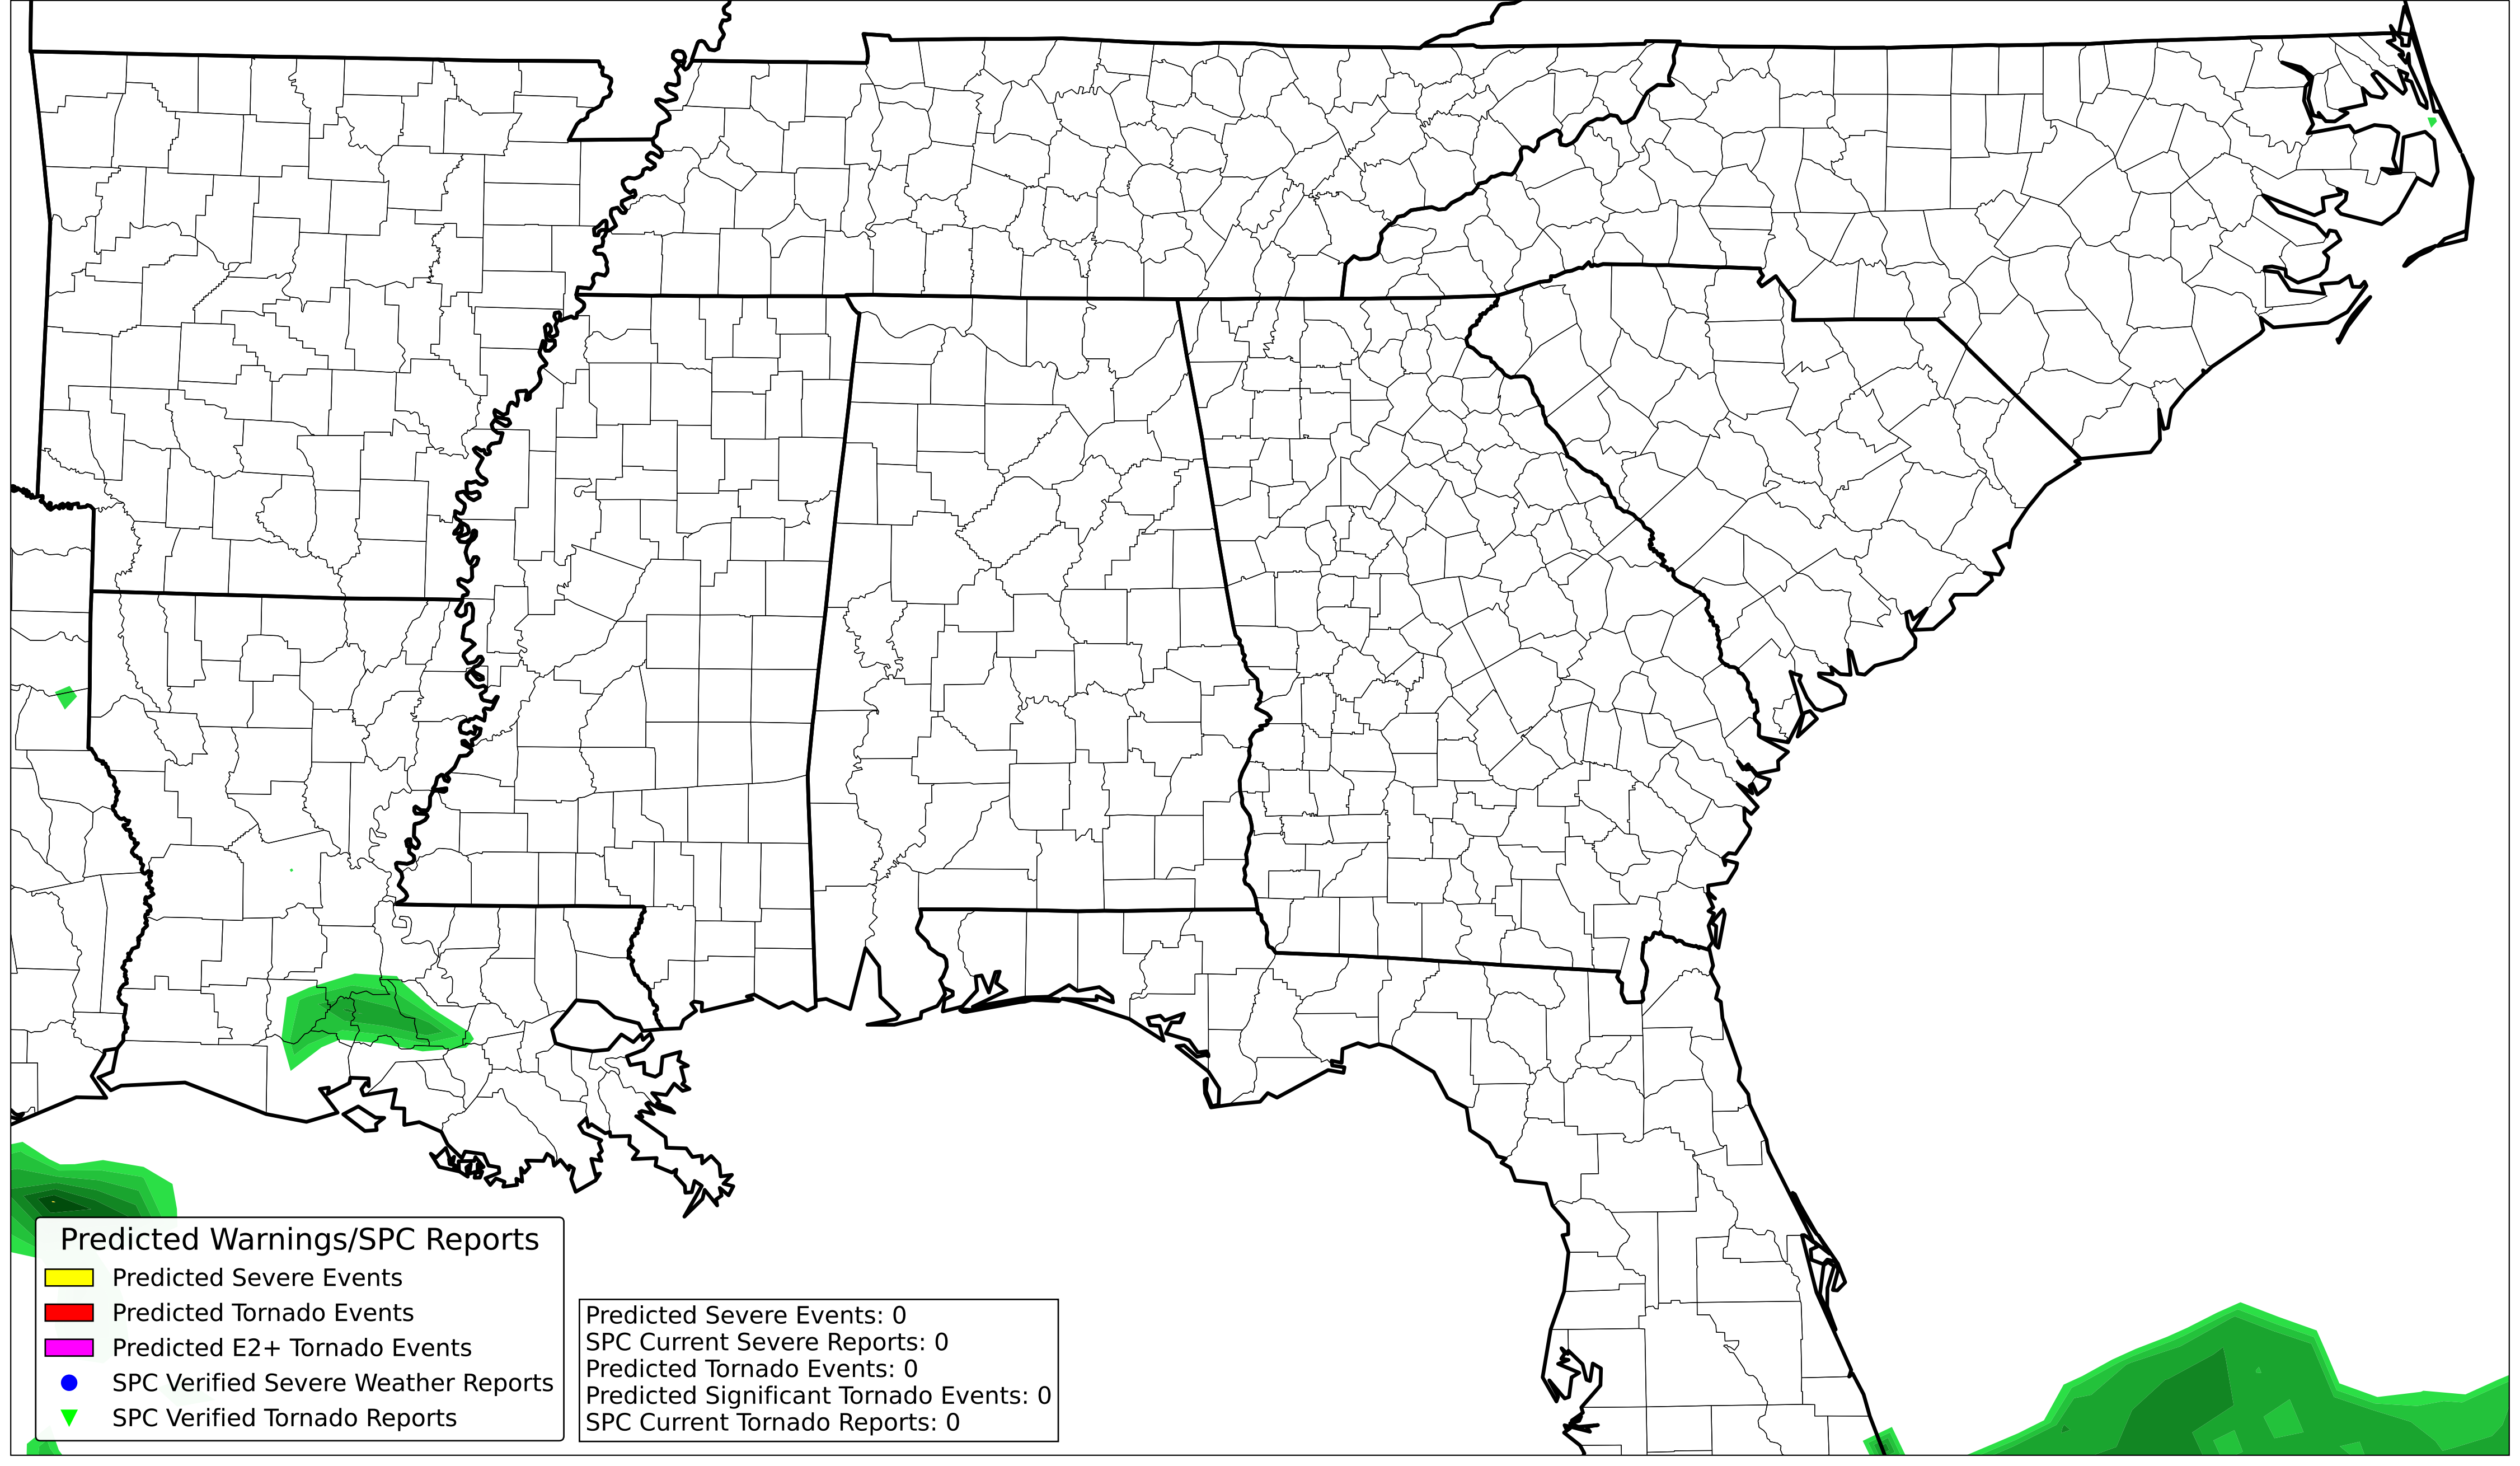 Predicted Warnings/SPC Reports
Predicted Severe Events
Predicted Tornado Events
Predicted E2+ Tornado Events
SPC Verified Severe Weather Reports
SPC Verified Tornado Reports
Predicted Severe Events: 0
SPC Current Severe Reports: 0
Predicted Tornado Events: 0
Predicted Significant Tornado Events: 0
SPC Current Tornado Reports: 0